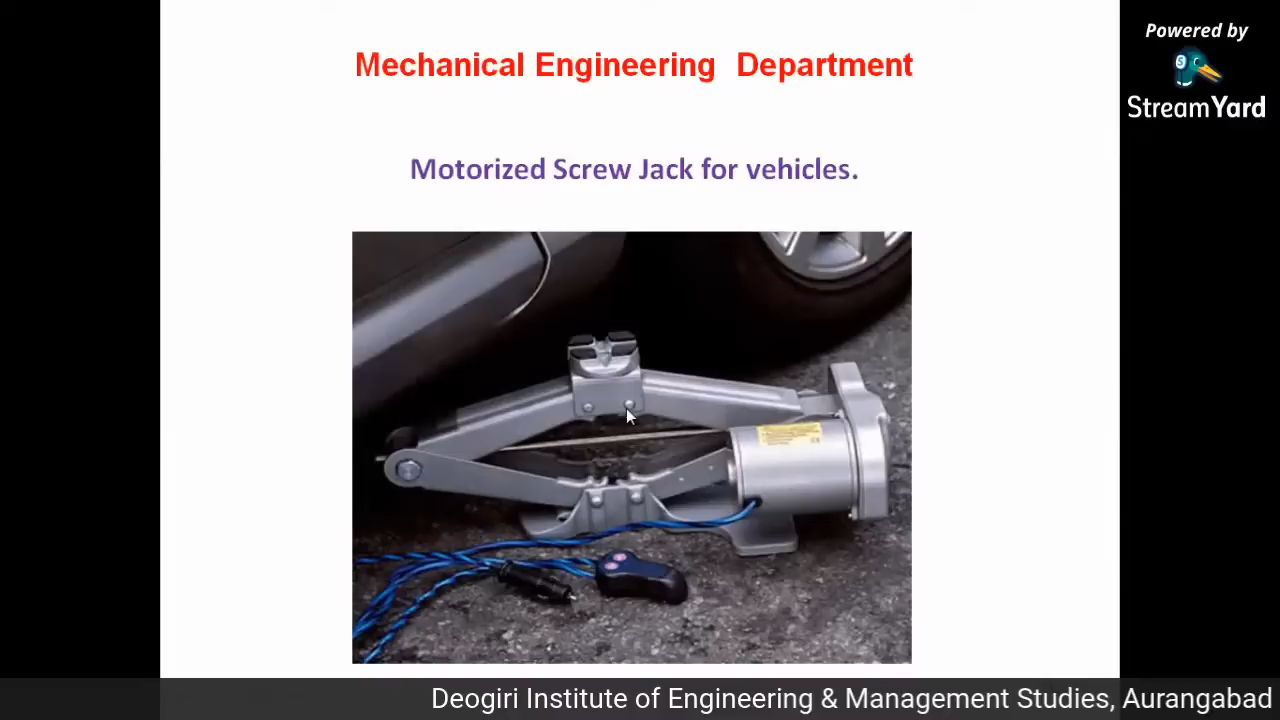 Powered by
StreamYard
Mechanical Engineering Department
Motorized Screw Jack for vehicles.
Deogiri Institute of Engineering & Management Studies, Aurangabad